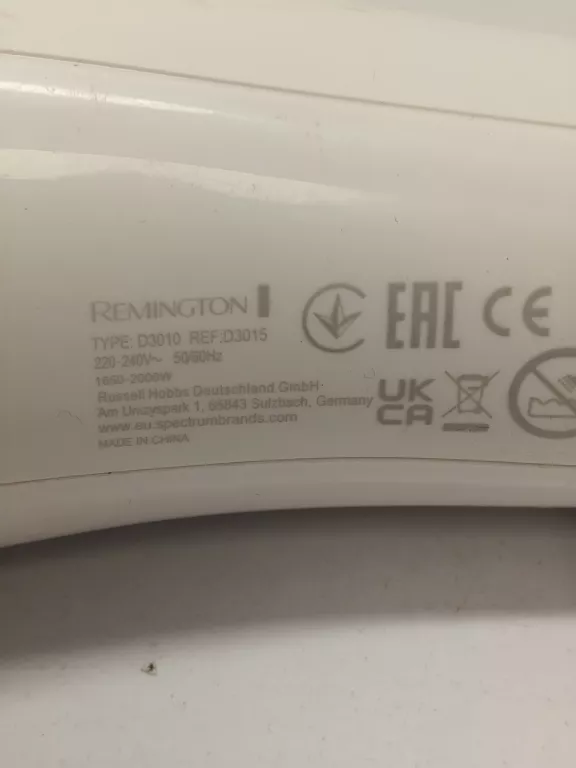 REMINGTON
TYPE: D3010 REF:D3015
220-240V~ 50/60Hz
1650-2000W
Russell Hobbs Deutschland GmbH·
Am Unisyspark 1, 65843 Sulzbach, Germany
www.eu.spectrumbrands.com
MADE IN CHINA
EAC CE
UK
CA